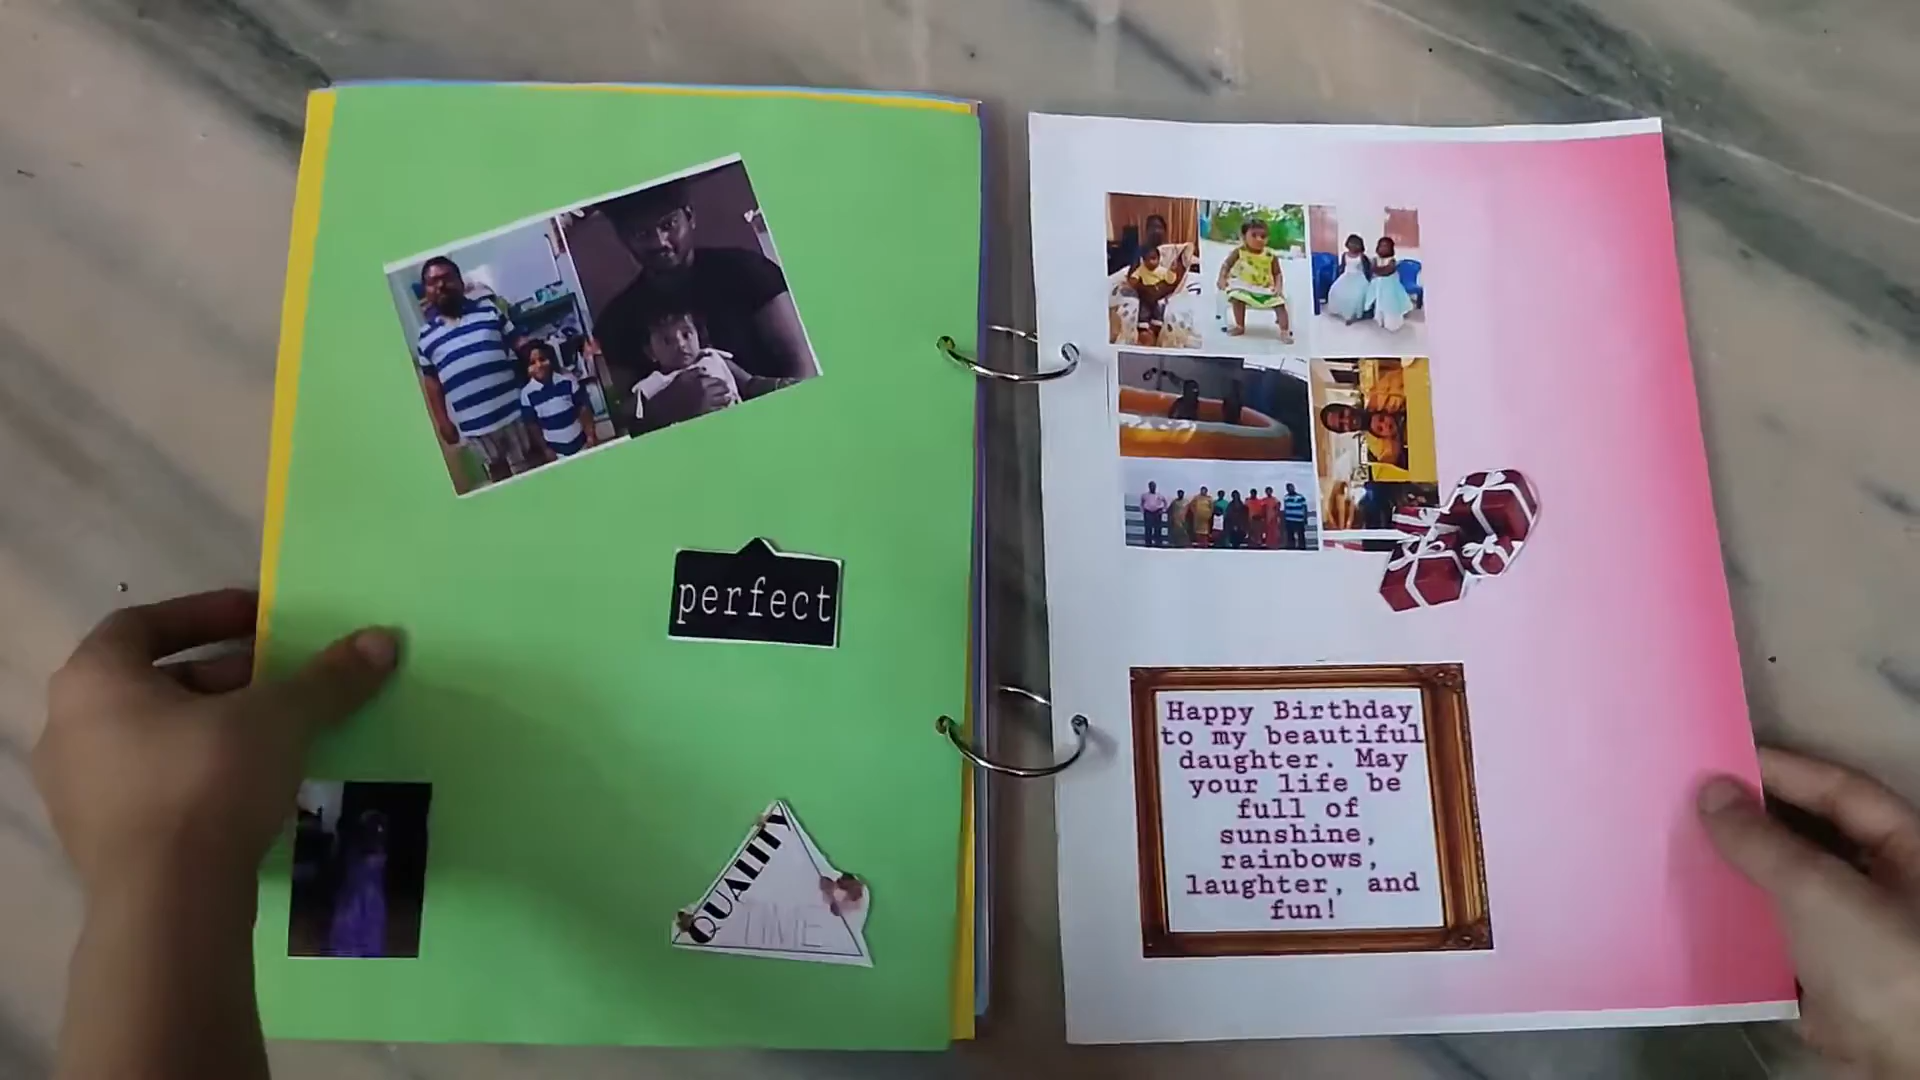 perfect
QUALITY
TIME
Happy Birthday
to my beautiful
daughter. May
your life be
full of
sunshine,
rainbows,
laughter, and
fun!